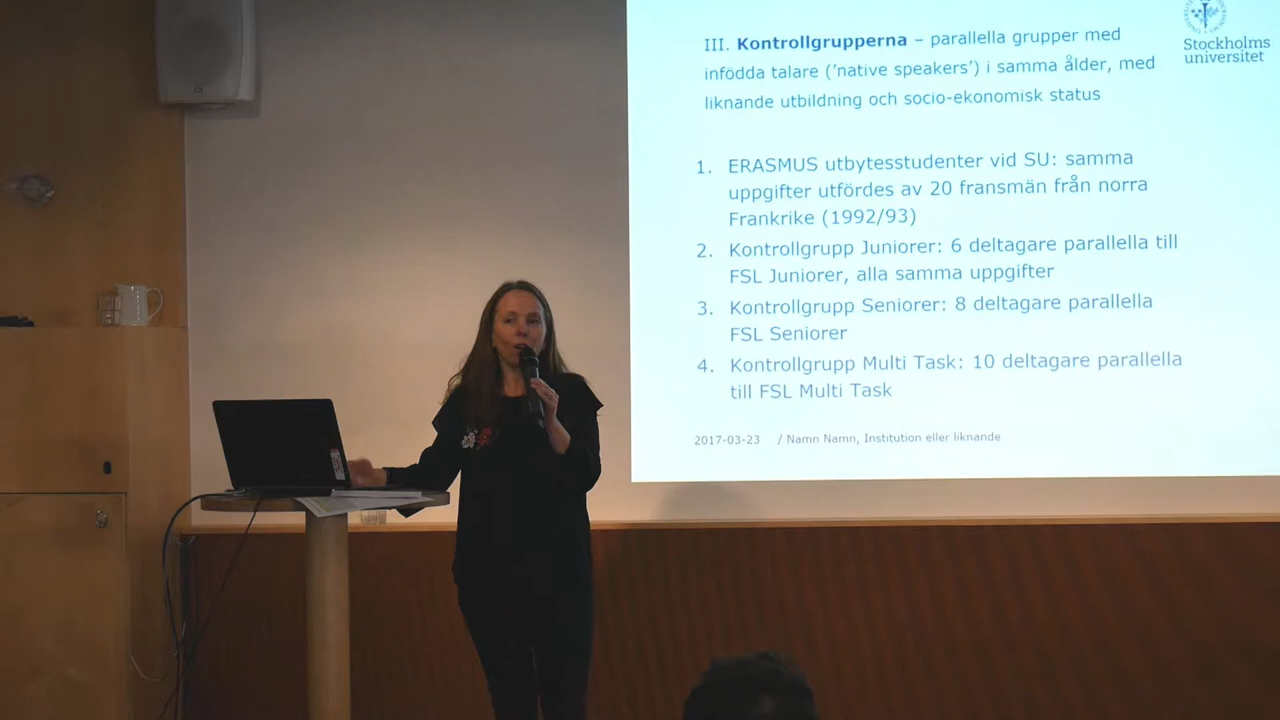 III. Kontrollgrupperna – parallella grupper med
infödda talare ('native speakers') i samma ålder, med
liknande utbildning och socio-ekonomisk status
Stockholms
universitet
1. ERASMUS utbytesstudenter vid SU: samma
uppgifter utfördes av 20 fransmän från norra
Frankrike (1992/93)
2. Kontrollgrupp Juniorer: 6 deltagare parallella till
FSL Juniorer, alla samma uppgifter
3. Kontrollgrupp Seniorer: 8 deltagare parallella
FSL Seniorer
4. Kontrollgrupp Multi Task: 10 deltagare parallella
till FSL Multi Task
2017-03-23 / Namn Namn, Institution eller liknande